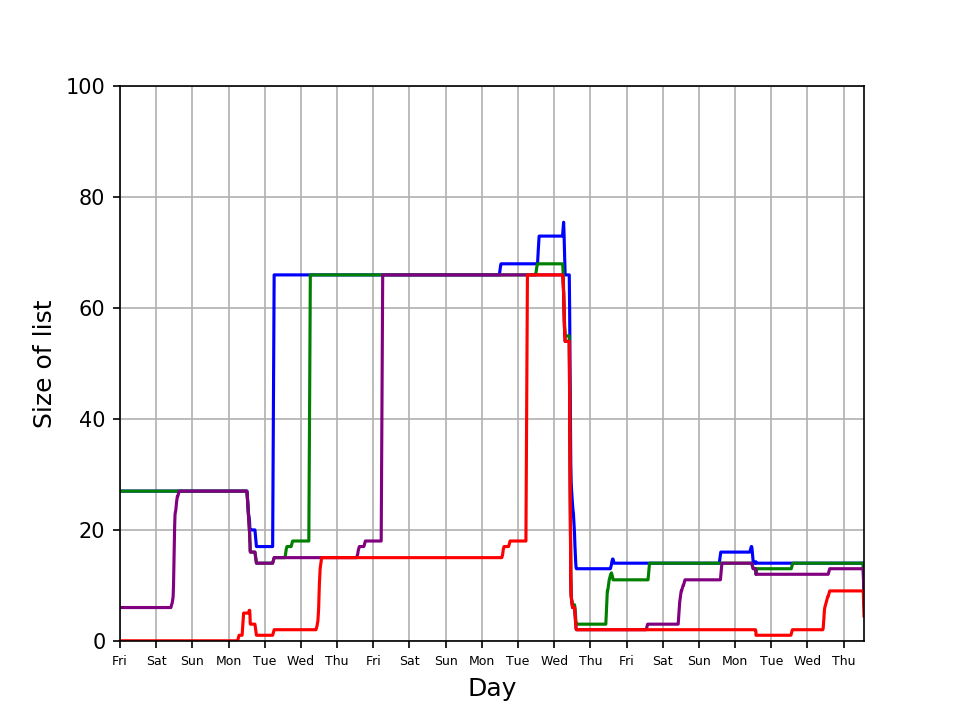 100
80
60
40
20
0
Size of list
Fri Sat Sun Mon Tue Wed Thu Fri Sat Sun Mon Tue Wed Thu Fri Sat Sun Mon Tue Wed Thu
Day